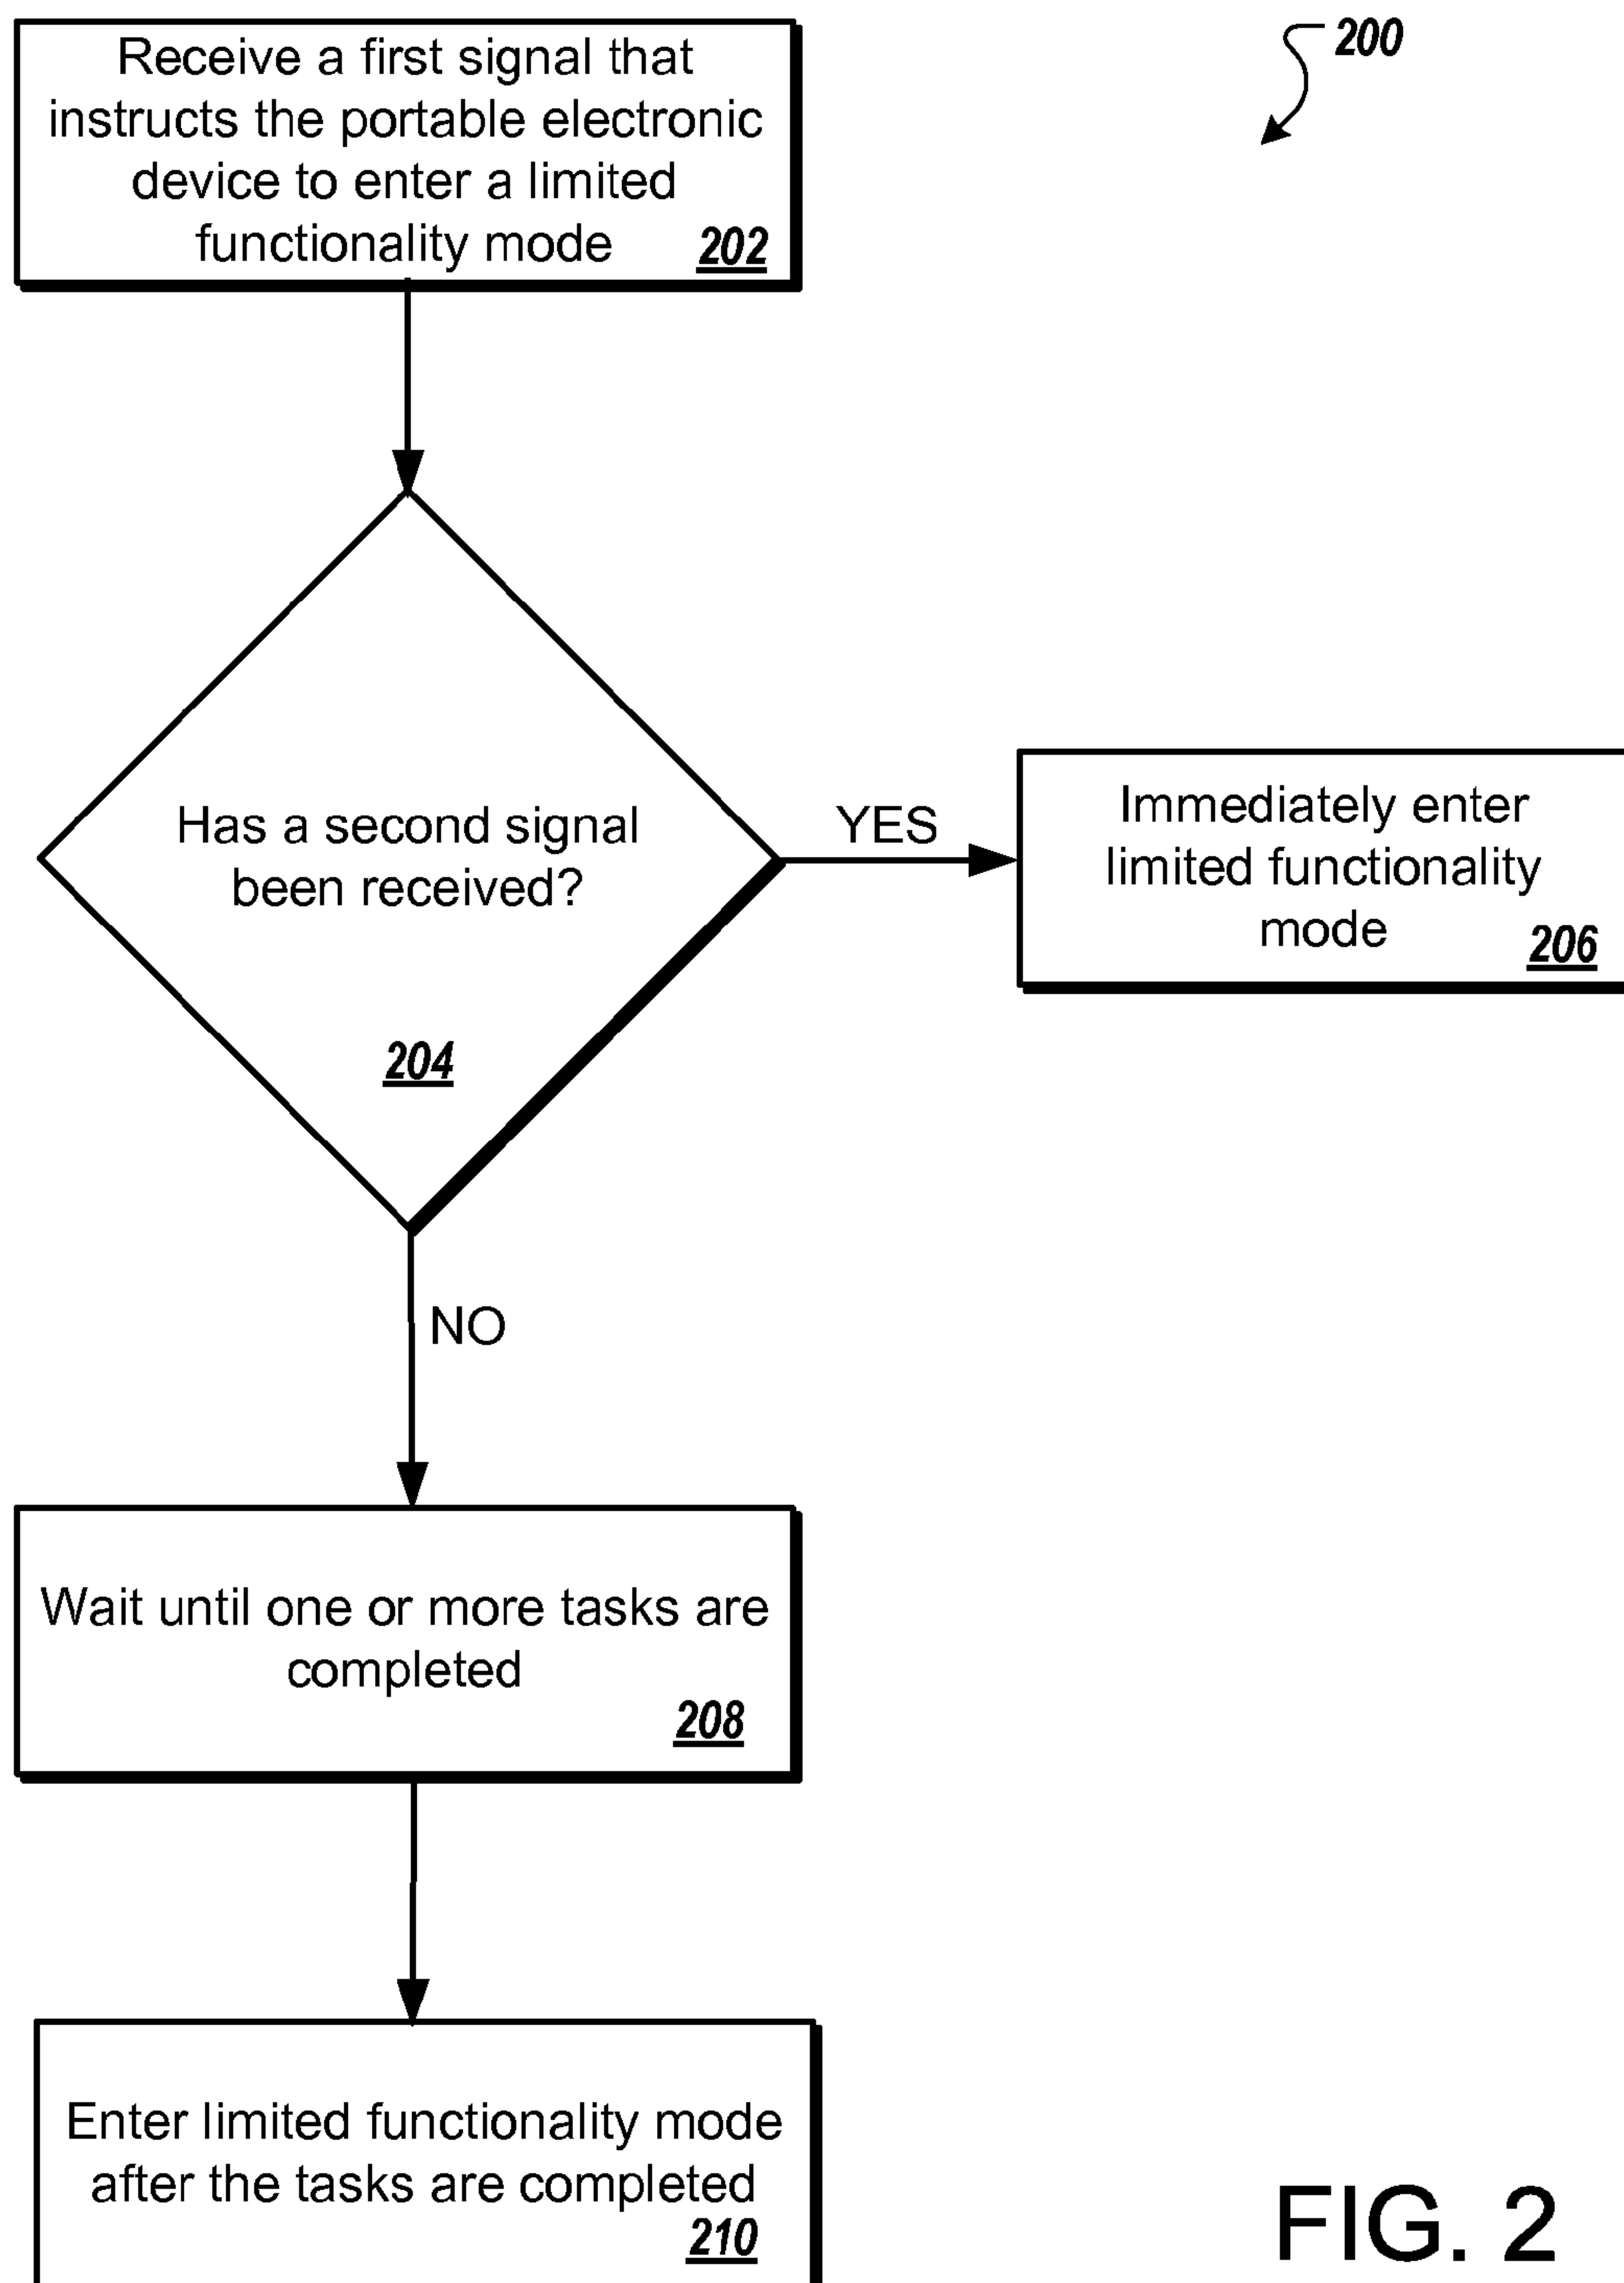 200
Receive a first signal that
instructs the portable electronic
device to enter a limited
functionality mode 202
Has a second signal
been received?
204
YES
Immediately enter
limited functionality
mode 206
NO
Wait until one or more tasks are
completed
208
Enter limited functionality mode
after the tasks are completed
210
FIG. 2